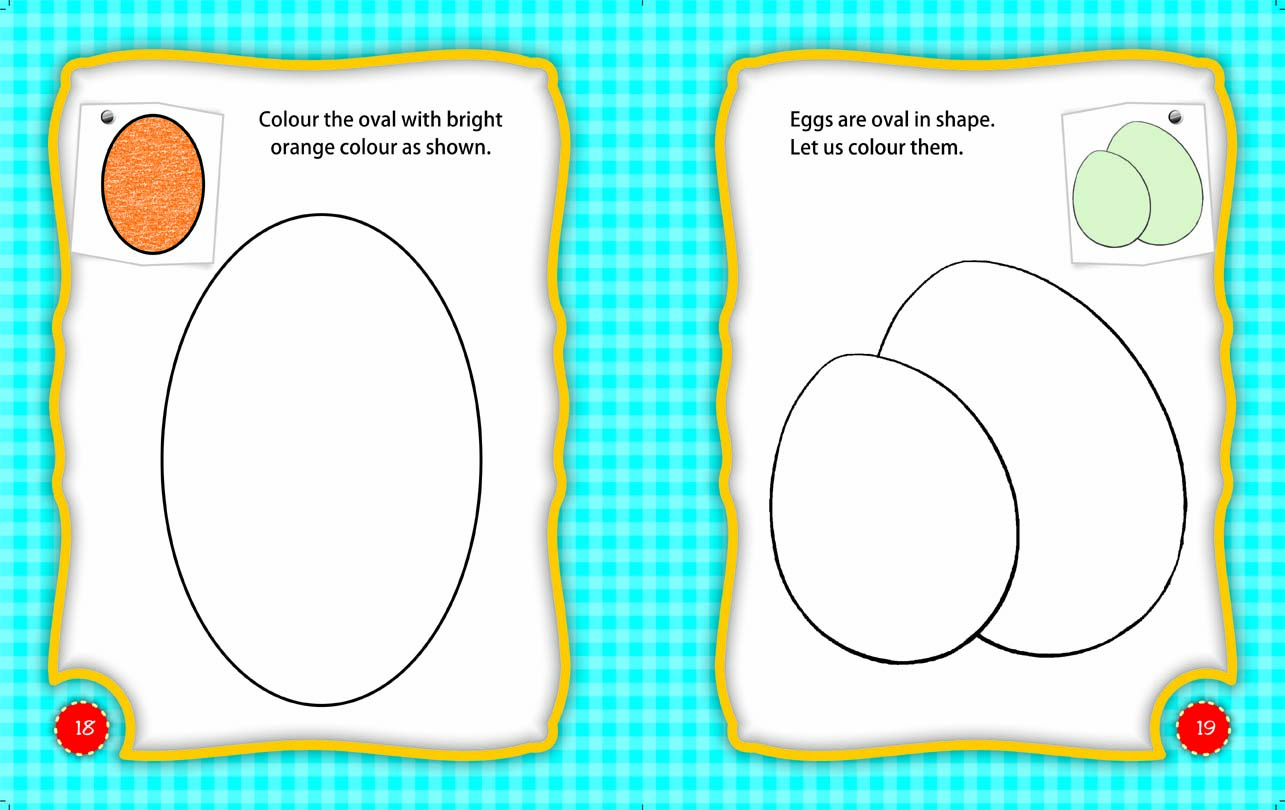 Colour the oval with bright
orange colour as shown.
18
Eggs are oval in shape.
Let us colour them.
19